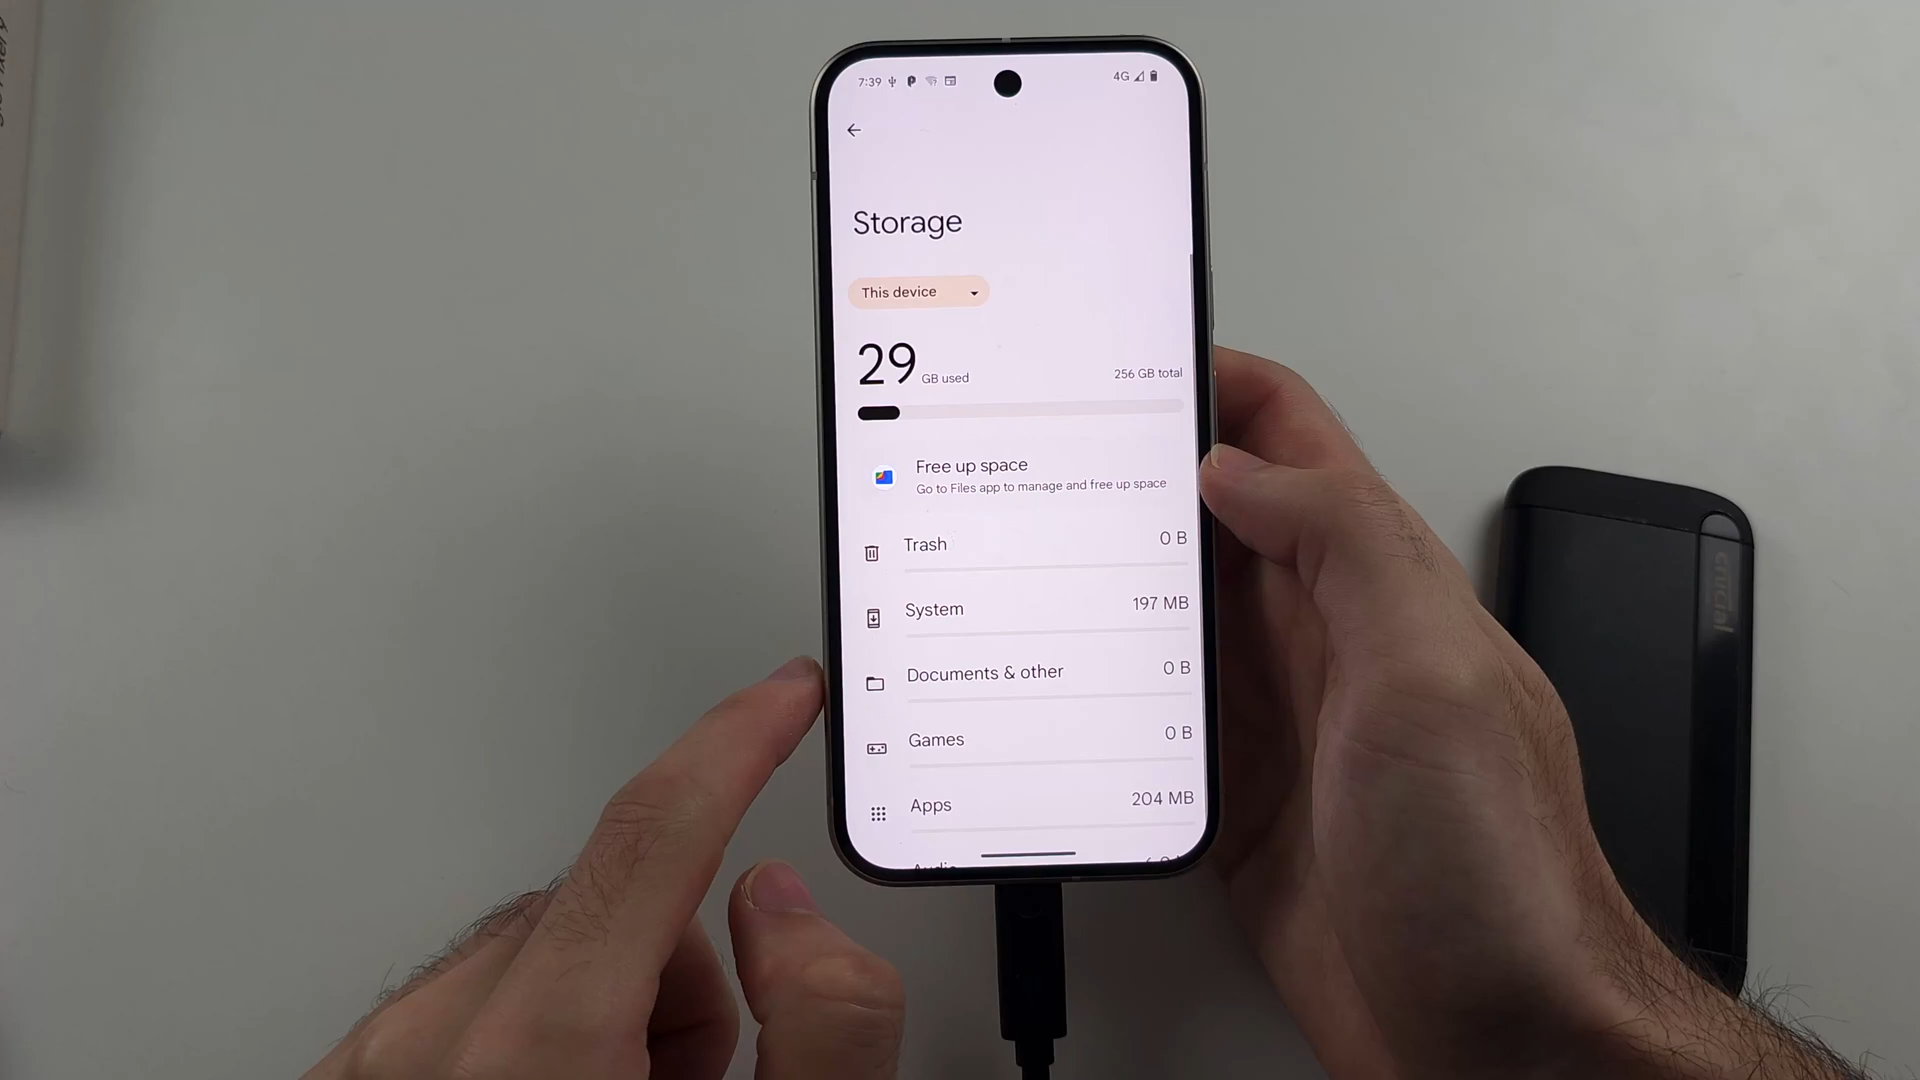 7:39
4G
Storage
This device
29 GB used
256 GB total
Free up space
Go to Files app to manage and free up space
Trash 0 B
System 197 MB
Documents & other 0 B
Games 0 B
Apps 204 MB
crucial